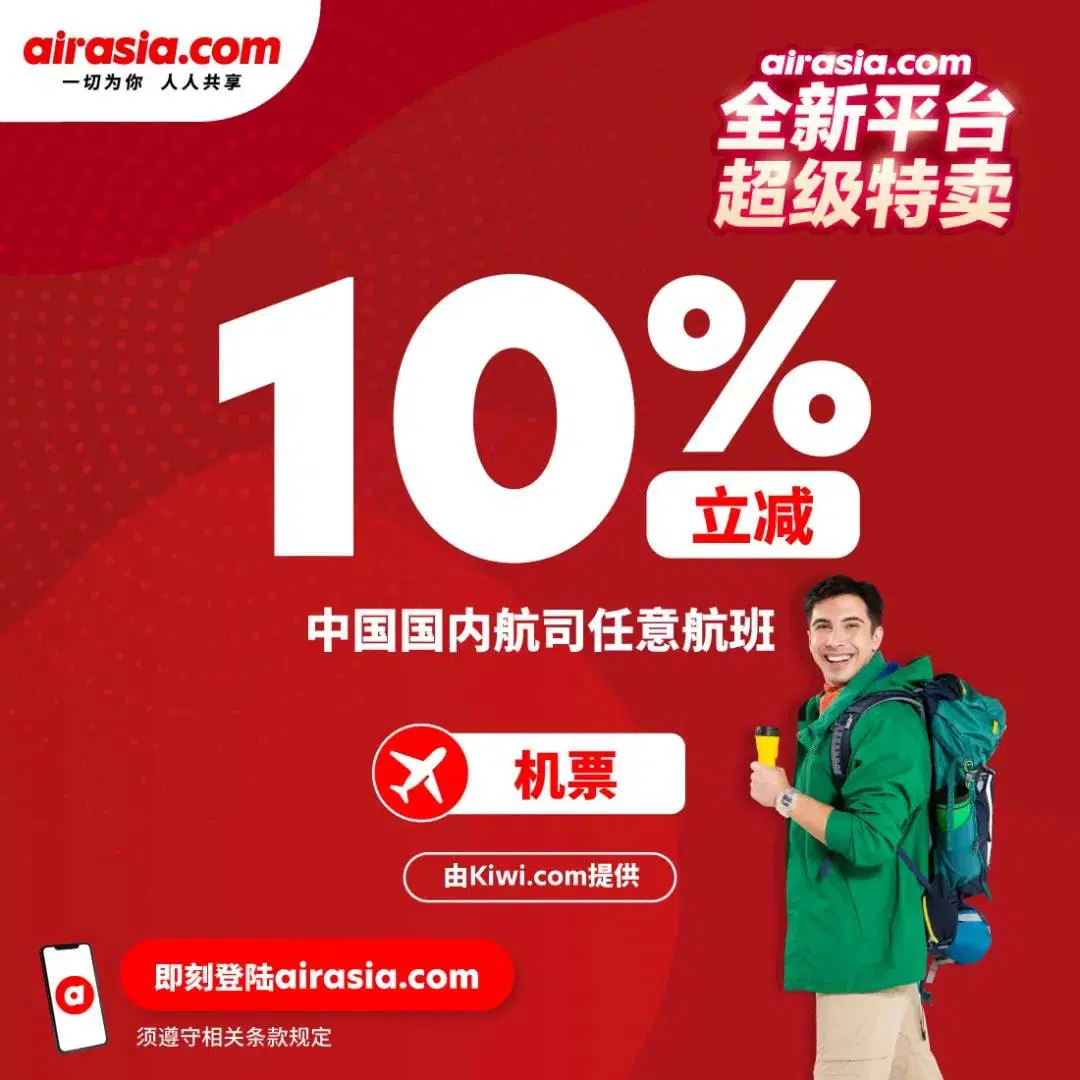 airasia.com
一切为你 人人共享
airasia.com
全新平台
超级特卖
10%
立减
中国国内航司任意航班
机票
由Kiwi.com提供
a
即刻登陆airasia.com
须遵守相关条款规定